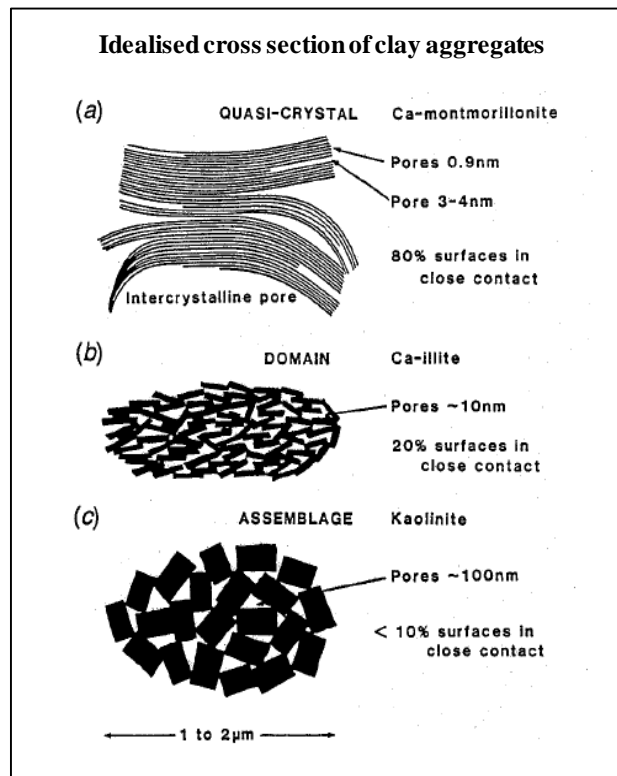 Idealised cross section of clay aggregates
(a)
QUASI-CRYSTAL Ca-montmorillonite
Pores 0.9nm
Pore 3-4nm
80% surfaces in
close contact
Intercrystalline pore
(b)
DOMAIN Ca-illite
Pores ~10nm
20% surfaces in
close contact
(c)
ASSEMBLAGE Kaolinite
Pores ~100nm
< 10% surfaces in
close contact
1 to 2μm